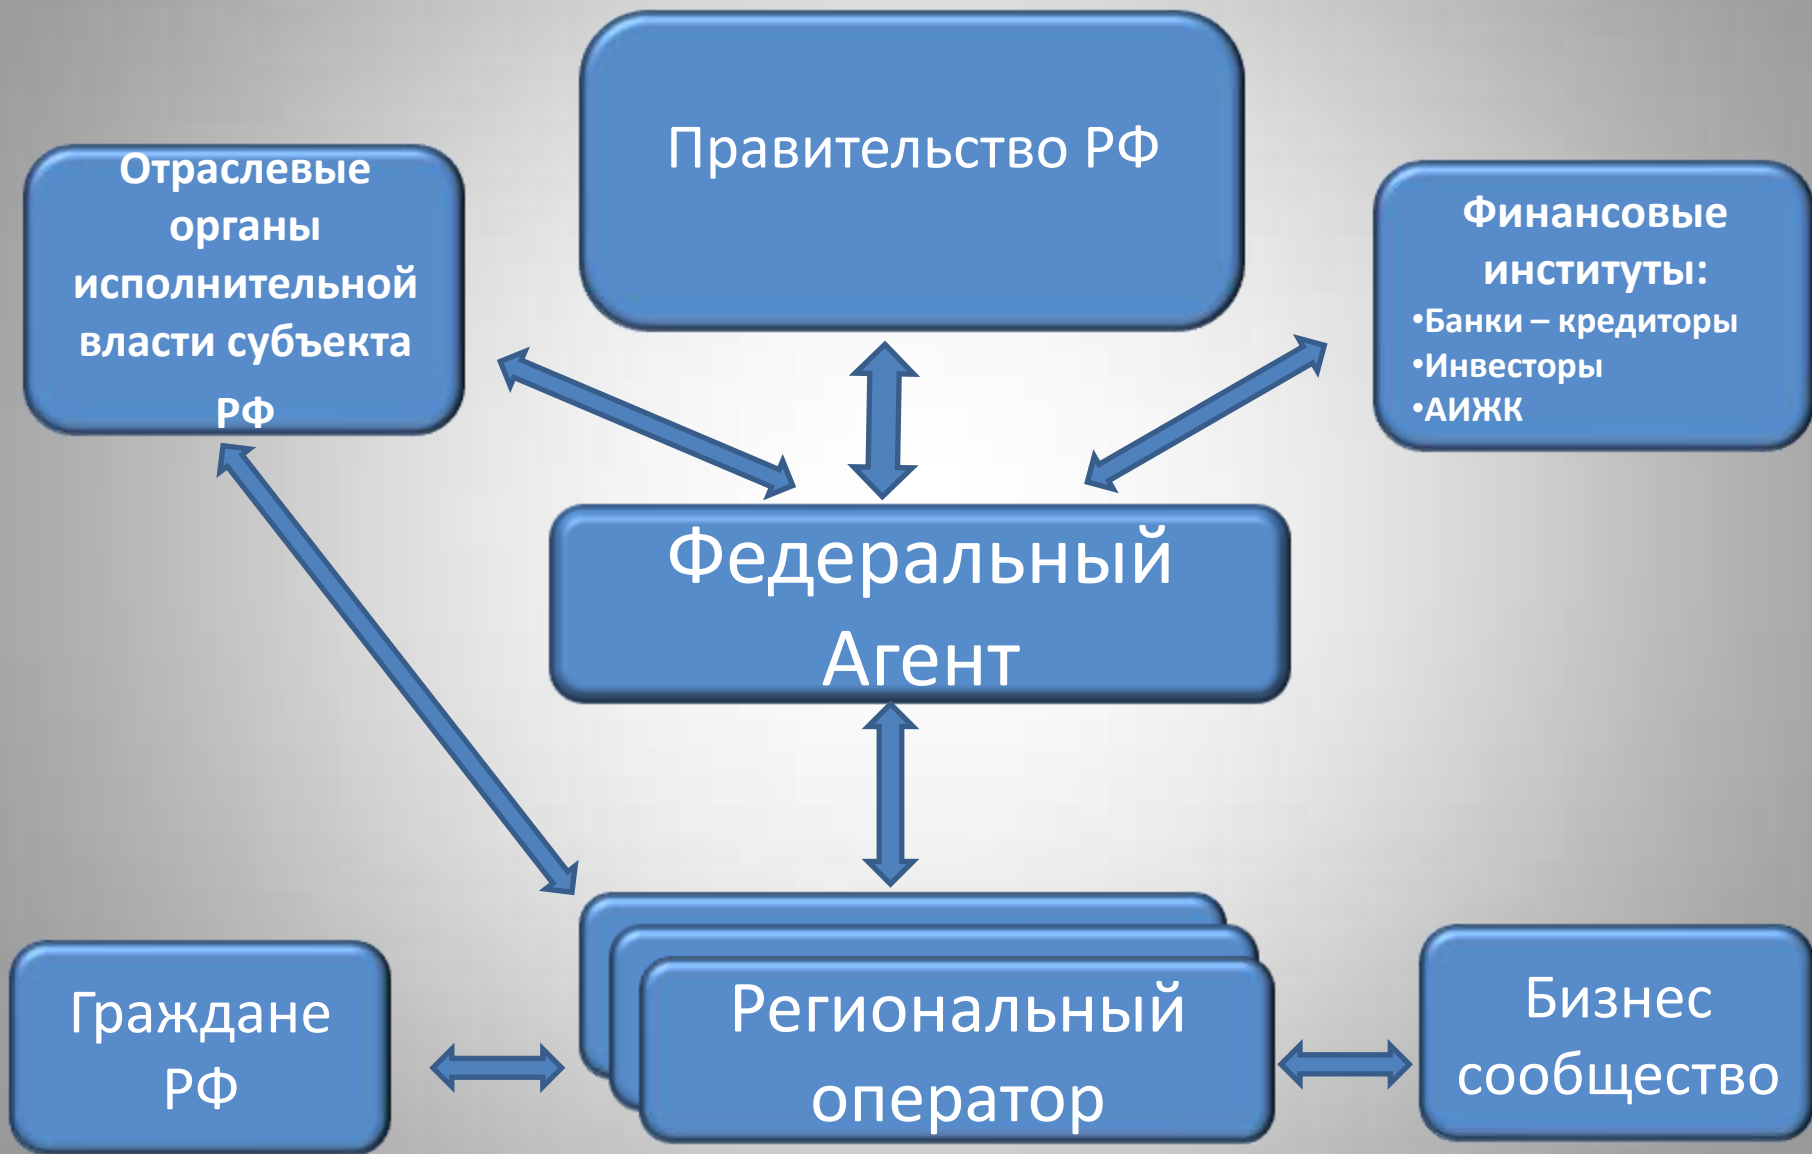 Правительство РФ
Отраслевые
органы
исполнительной
власти субъекта
РФ
Финансовые
институты:
•Банки – кредиторы
•Инвесторы
•АИЖК
Федеральный
Агент
Граждане
РФ
Региональный
оператор
Бизнес
сообщество